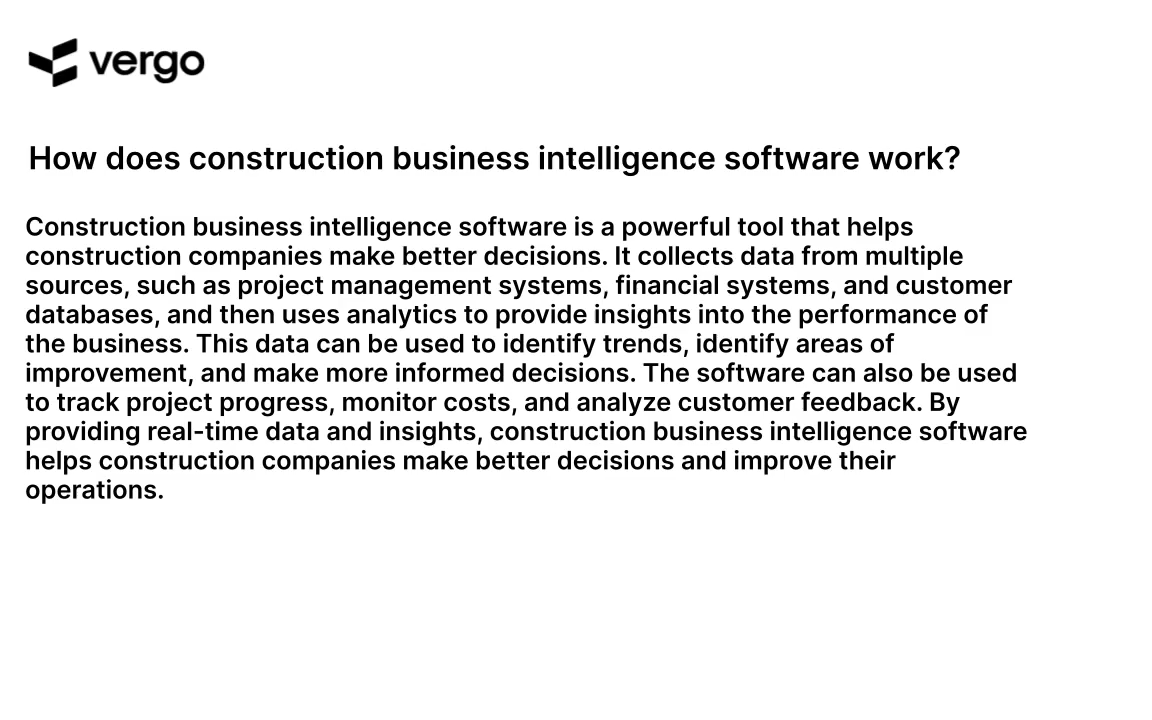 vergo
How does construction business intelligence software work?
Construction business intelligence software is a powerful tool that helps
construction companies make better decisions. It collects data from multiple
sources, such as project management systems, financial systems, and customer
databases, and then uses analytics to provide insights into the performance of
the business. This data can be used to identify trends, identify areas of
improvement, and make more informed decisions. The software can also be used
to track project progress, monitor costs, and analyze customer feedback. By
providing real-time data and insights, construction business intelligence software
helps construction companies make better decisions and improve their
operations.